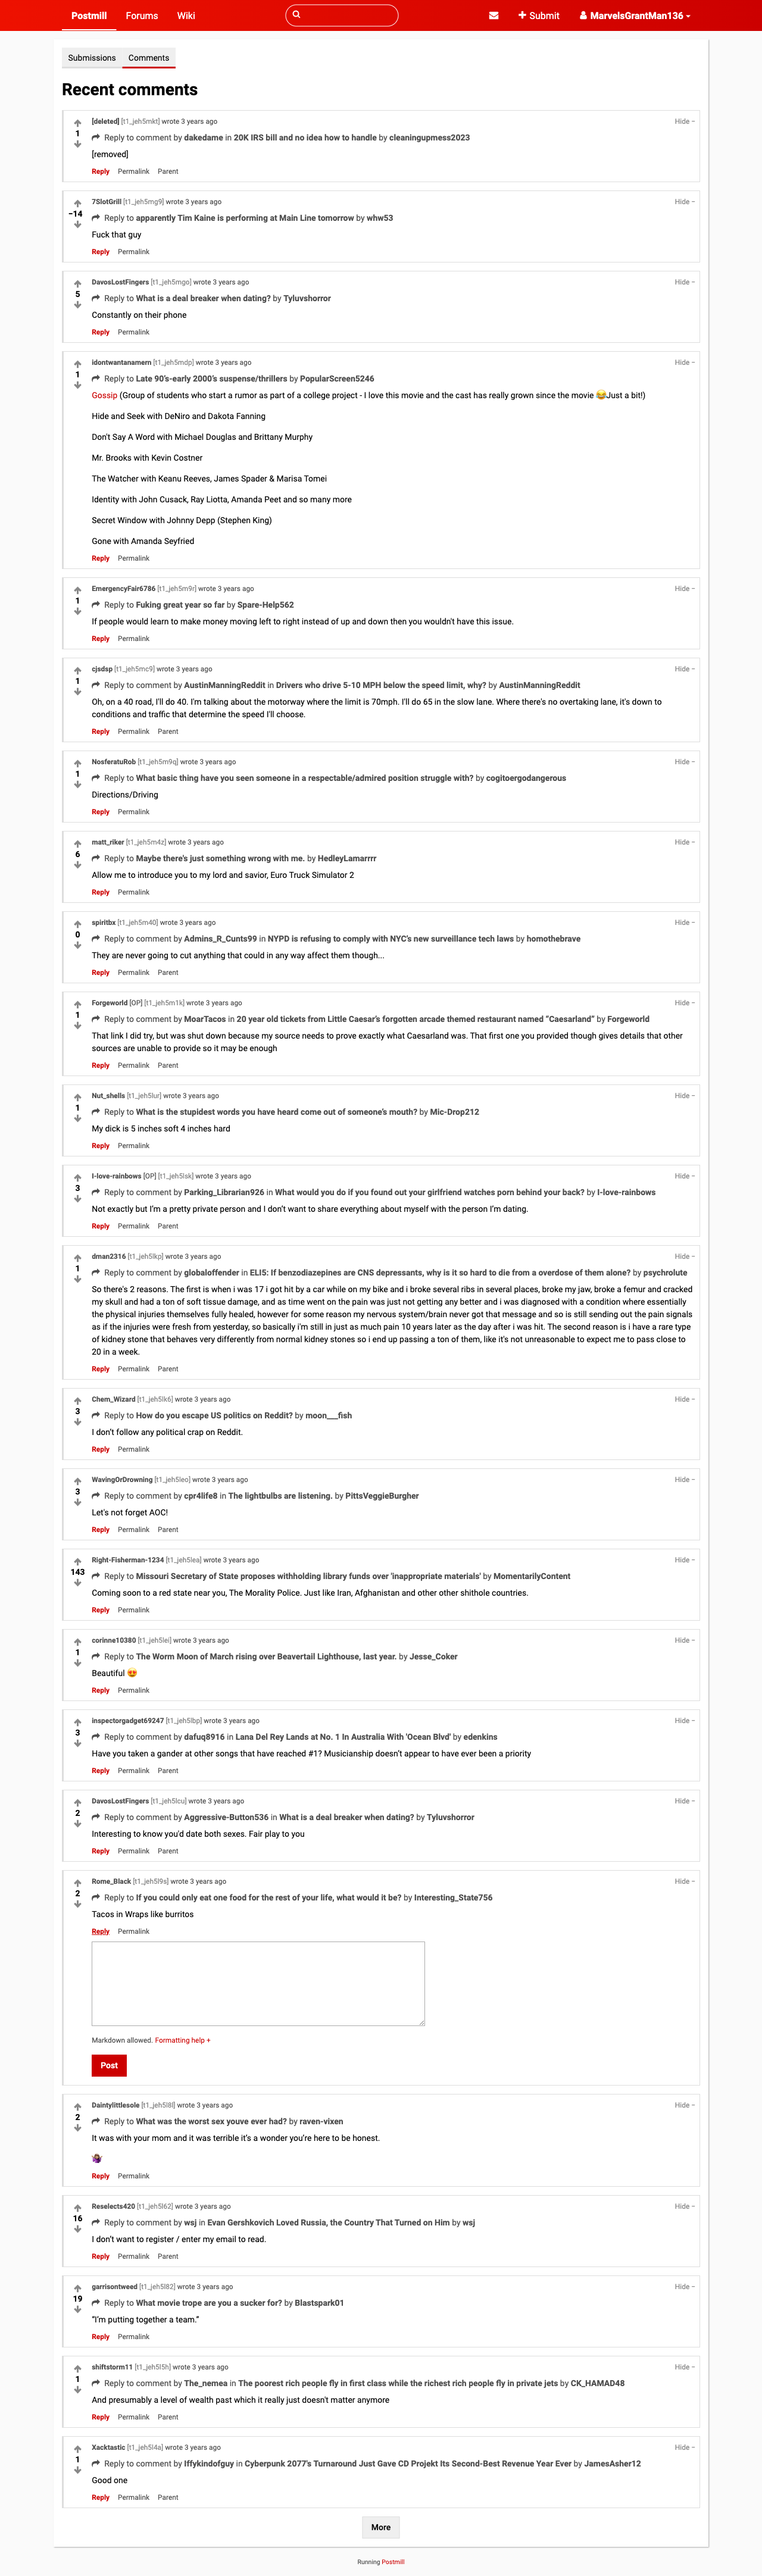 Postmill Forums Wiki Submit MarvelsGrantMan136
Submissions Comments
Recent comments
[deleted] [t1_jeh5mkt] wrote 3 years ago Hide −
1
Reply to comment by dakedame in 20K IRS bill and no idea how to handle by cleaningupmess2023
[removed]
Reply Permalink Parent
7SlotGrill [t1_jeh5mg9] wrote 3 years ago Hide −
−14
Reply to apparently Tim Kaine is performing at Main Line tomorrow by whw53
Fuck that guy
Reply Permalink
DavosLostFingers [t1_jeh5mgo] wrote 3 years ago Hide −
5
Reply to What is a deal breaker when dating? by Tyluvshorror
Constantly on their phone
Reply Permalink
idontwantanamern [t1_jeh5mdp] wrote 3 years ago Hide −
1
Reply to Late 90's-early 2000's suspense/thrillers by PopularScreen5246
Gossip (Group of students who start a rumor as part of a college project - I love this movie and the cast has really grown since the movie 😂Just a bit!)
Hide and Seek with DeNiro and Dakota Fanning
Don't Say A Word with Michael Douglas and Brittany Murphy
Mr. Brooks with Kevin Costner
The Watcher with Keanu Reeves, James Spader & Marisa Tomei
Identity with John Cusack, Ray Liotta, Amanda Peet and so many more
Secret Window with Johnny Depp (Stephen King)
Gone with Amanda Seyfried
Reply Permalink
EmergencyFair6786 [t1_jeh5m9r] wrote 3 years ago Hide −
1
Reply to Fuking great year so far by Spare-Help562
If people would learn to make money moving left to right instead of up and down then you wouldn't have this issue.
Reply Permalink
cjsdsp [t1_jeh5mc9] wrote 3 years ago Hide −
1
Reply to comment by AustinManningReddit in Drivers who drive 5-10 MPH below the speed limit, why? by AustinManningReddit
Oh, on a 40 road, I'll do 40. I'm talking about the motorway where the limit is 70mph. I'll do 65 in the slow lane. Where there's no overtaking lane, it's down to
conditions and traffic that determine the speed I'll choose.
Reply Permalink Parent
NosferatuRob [t1_jeh5m9q] wrote 3 years ago Hide −
1
Reply to What basic thing have you seen someone in a respectable/admired position struggle with? by cogitoergodangerous
Directions/Driving
Reply Permalink
matt_riker [t1_jeh5m4z] wrote 3 years ago Hide −
6
Reply to Maybe there's just something wrong with me. by HedleyLamarrrr
Allow me to introduce you to my lord and savior, Euro Truck Simulator 2
Reply Permalink
spiritbx [t1_jeh5m40] wrote 3 years ago Hide −
0
Reply to comment by Admins_R_Cunts99 in NYPD is refusing to comply with NYC's new surveillance tech laws by homothebrave
They are never going to cut anything that could in any way affect them though...
Reply Permalink Parent
Forgeworld [OP] [t1_jeh5m1k] wrote 3 years ago Hide −
1
Reply to comment by MoarTacos in 20 year old tickets from Little Caesar's forgotten arcade themed restaurant named “Caesarland” by Forgeworld
That link I did try, but was shut down because my source needs to prove exactly what Caesarland was. That first one you provided though gives details that other
sources are unable to provide so it may be enough
Reply Permalink Parent
Nut_shells [t1_jeh5lur] wrote 3 years ago Hide −
1
Reply to What is the stupidest words you have heard come out of someone's mouth? by Mic-Drop212
My dick is 5 inches soft 4 inches hard
Reply Permalink
I-love-rainbows [OP] [t1_jeh5lsk] wrote 3 years ago Hide −
3
Reply to comment by Parking_Librarian926 in What would you do if you found out your girlfriend watches porn behind your back? by I-love-rainbows
Not exactly but I'm a pretty private person and I don't want to share everything about myself with the person I'm dating.
Reply Permalink Parent
dman2316 [t1_jeh5lkp] wrote 3 years ago Hide −
1
Reply to comment by globaloffender in ELI5: If benzodiazepines are CNS depressants, why is it so hard to die from a overdose of them alone? by psychrolute
So there's 2 reasons. The first is when i was 17 i got hit by a car while on my bike and i broke several ribs in several places, broke my jaw, broke a femur and cracked
my skull and had a ton of soft tissue damage, and as time went on the pain was just not getting any better and i was diagnosed with a condition where essentially
the physical injuries themselves fully healed, however for some reason my nervous system/brain never got that message and so is still sending out the pain signals
as if the injuries were fresh from yesterday, so basically i'm still in just as much pain 10 years later as the day after i was hit. The second reason is i have a rare type
of kidney stone that behaves very differently from normal kidney stones so i end up passing a ton of them, like it's not unreasonable to expect me to pass close to
20 in a week.
Reply Permalink Parent
Chem_Wizard [t1_jeh5lk6] wrote 3 years ago Hide −
3
Reply to How do you escape US politics on Reddit? by moon___fish
I don't follow any political crap on Reddit.
Reply Permalink
WavingOrDrowning [t1_jeh5leo] wrote 3 years ago Hide −
3
Reply to comment by cpr4life8 in The lightbulbs are listening. by PittsVeggieBurgher
Let's not forget AOC!
Reply Permalink Parent
Right-Fisherman-1234 [t1_jeh5lea] wrote 3 years ago Hide −
143
Reply to Missouri Secretary of State proposes withholding library funds over 'inappropriate materials' by MomentarilyContent
Coming soon to a red state near you, The Morality Police. Just like Iran, Afghanistan and other other shithole countries.
Reply Permalink
corinne10380 [t1_jeh5lei] wrote 3 years ago Hide −
1
Reply to The Worm Moon of March rising over Beavertail Lighthouse, last year. by Jesse_Coker
Beautiful 😍
Reply Permalink
inspectorgadget69247 [t1_jeh5lbp] wrote 3 years ago Hide −
3
Reply to comment by dafuq8916 in Lana Del Rey Lands at No. 1 In Australia With 'Ocean Blvd' by edenkins
Have you taken a gander at other songs that have reached #1? Musicianship doesn't appear to have ever been a priority
Reply Permalink Parent
DavosLostFingers [t1_jeh5lcu] wrote 3 years ago Hide −
2
Reply to comment by Aggressive-Button536 in What is a deal breaker when dating? by Tyluvshorror
Interesting to know you'd date both sexes. Fair play to you
Reply Permalink Parent
Rome_Black [t1_jeh5l9s] wrote 3 years ago Hide −
2
Reply to If you could only eat one food for the rest of your life, what would it be? by Interesting_State756
Tacos in Wraps like burritos
Reply Permalink
Markdown allowed. Formatting help +
Post
Daintylittlesole [t1_jeh5l8l] wrote 3 years ago Hide −
2
Reply to What was the worst sex youve ever had? by raven-vixen
It was with your mom and it was terrible it's a wonder you're here to be honest.
Reply Permalink
Reselects420 [t1_jeh5l62] wrote 3 years ago Hide −
16
Reply to comment by wsj in Evan Gershkovich Loved Russia, the Country That Turned on Him by wsj
I don't want to register / enter my email to read.
Reply Permalink Parent
garrisontweed [t1_jeh5l82] wrote 3 years ago Hide −
19
Reply to What movie trope are you a sucker for? by Blastspark01
“I'm putting together a team.”
Reply Permalink
shiftstorm11 [t1_jeh5l5h] wrote 3 years ago Hide −
1
Reply to comment by The_nemea in The poorest rich people fly in first class while the richest rich people fly in private jets by CK_HAMAD48
And presumably a level of wealth past which it really just doesn't matter anymore
Reply Permalink Parent
Xacktastic [t1_jeh5l4a] wrote 3 years ago Hide −
1
Reply to comment by Iffykindofguy in Cyberpunk 2077's Turnaround Just Gave CD Projekt Its Second-Best Revenue Year Ever by JamesAsher12
Good one
Reply Permalink Parent
More
Running Postmill